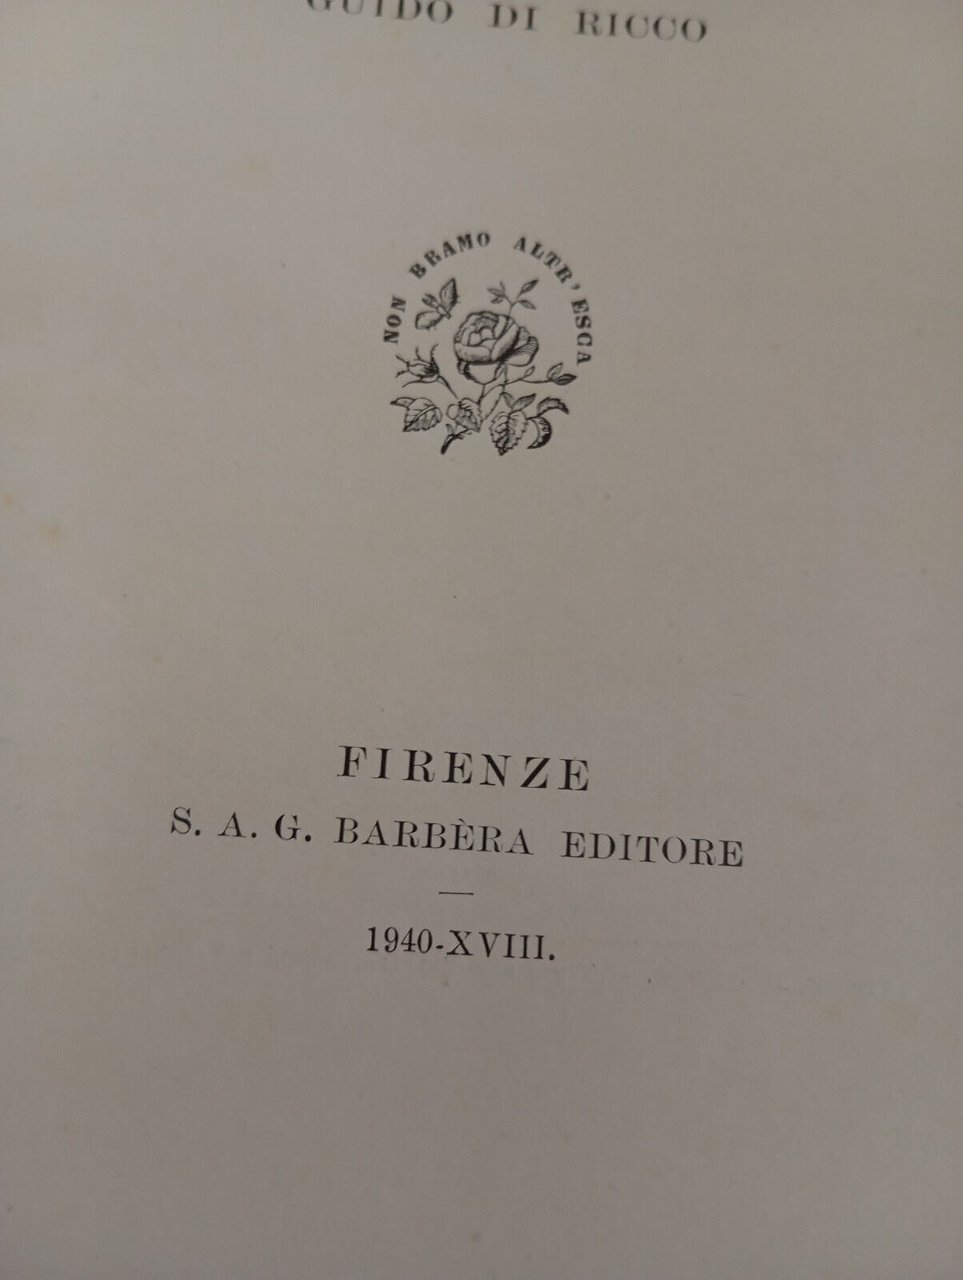 GUIDO DI RICCO
NON BRAMO ALTR' ESCA
FIRENZE
S. A. G. BARBÈRA EDITORE
1940-XVIII.